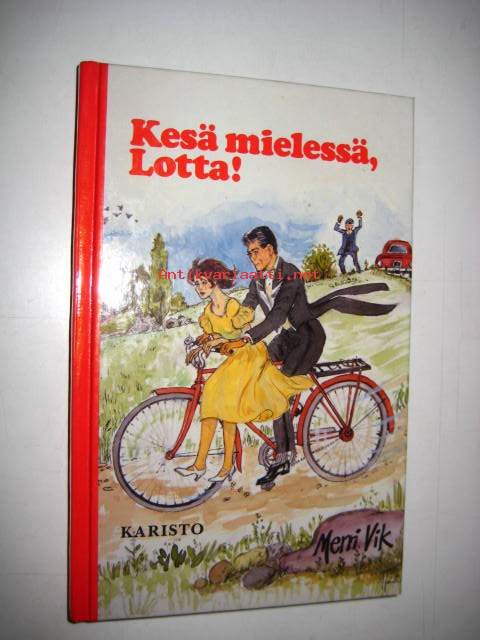 Kesä mielessä,
Lotta!
Antikvariaatti.net
KARISTO
Merri Vik